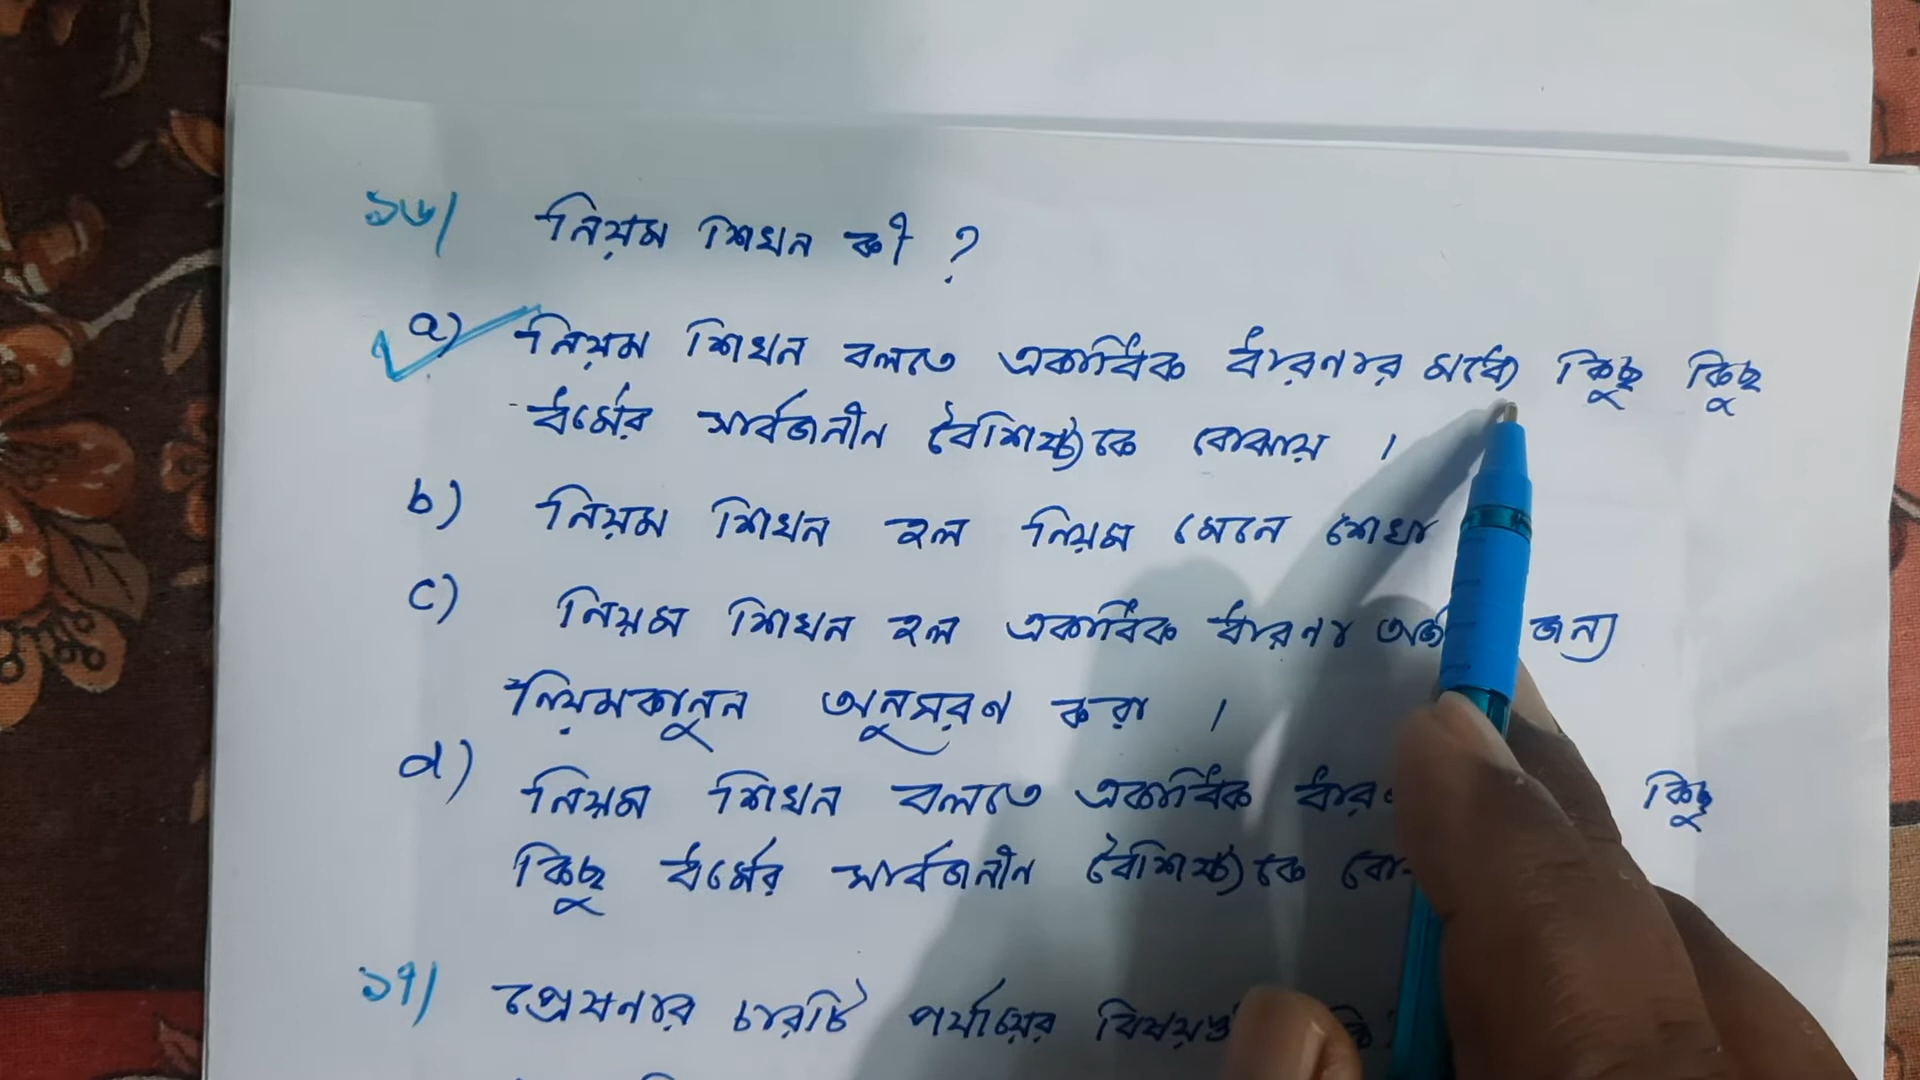 ১৬/ নিয়ম শিখন কী ?
a) নিয়ম শিখন বলতে একাধিক ধারণার মধ্যে কিছু কিছু
ধর্মের সার্বজনীন বৈশিষ্ট্যকে বোঝায় ।
b) নিয়ম শিখন হল নিয়ম মেনে শেখা
c) নিয়ম শিখন হল একাধিক ধারণা জন্য
নিয়মকানুন অনুসরণ করা ।
d) নিয়ম শিখন বলতে একাধিক কিছু
কিছু ধর্মের সার্বজনীন বৈশিষ্ট্যকে
১৭/ প্রেষণার চারটি পর্যায়ের